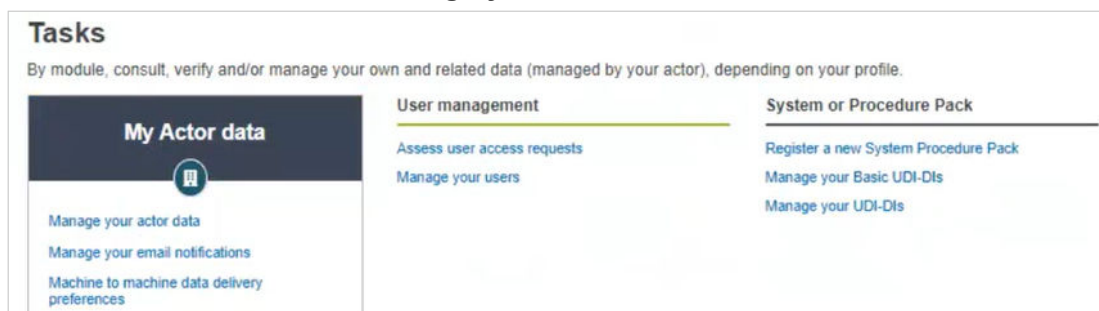 Tasks
By module, consult, verify and/or manage your own and related data (managed by your actor), depending on your profile.
My Actor data
Manage your actor data
Manage your email notifications
Machine to machine data delivery
preferences
User management
Assess user access requests
Manage your users
System or Procedure Pack
Register a new System Procedure Pack
Manage your Basic UDI-DIs
Manage your UDI-DIs